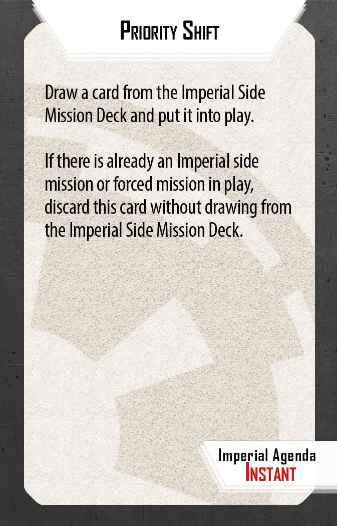 Priority Shift
Draw a card from the Imperial Side
Mission Deck and put it into play.
If there is already an Imperial side
mission or forced mission in play,
discard this card without drawing from
the Imperial Side Mission Deck.
Imperial Agenda
Instant